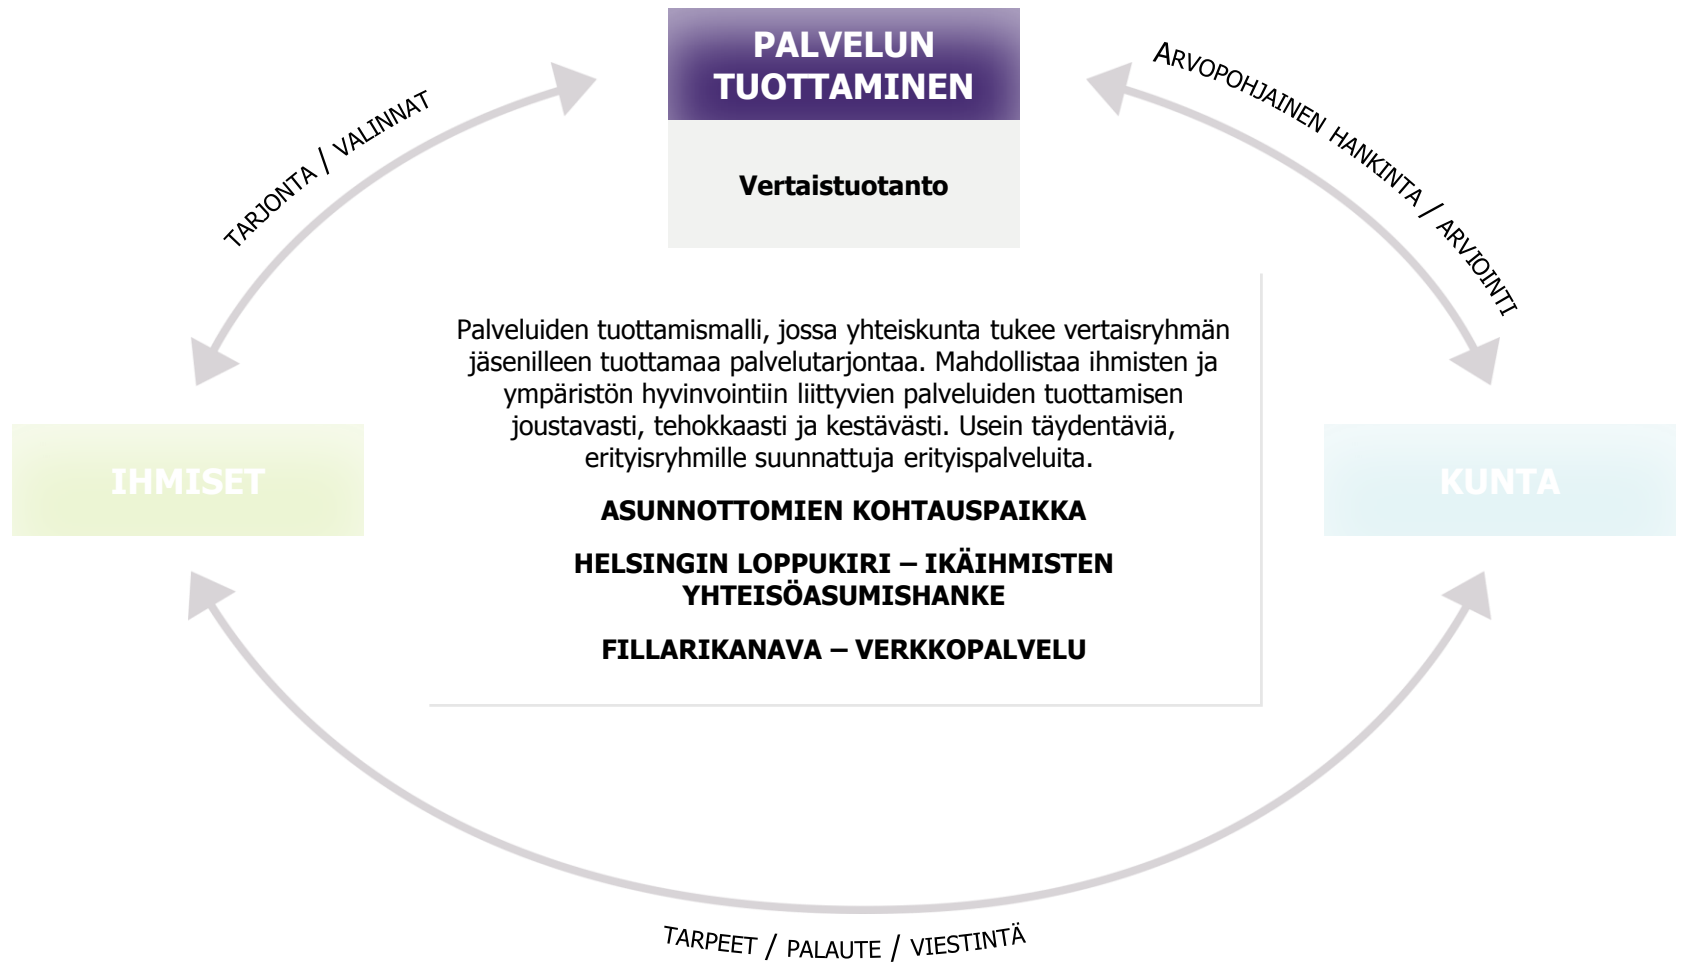 PALVELUN
TUOTTAMINEN
Vertaistuotanto
TARJONTA / VALINNAT
ARVOPOHJAINEN HANKINTA / ARVIOINTI
Palveluiden tuottamismalli, jossa yhteiskunta tukee vertaisryhmän
jäsenilleen tuottamaa palvelutarjontaa. Mahdollistaa ihmisten ja
ympäristön hyvinvointiin liittyvien palveluiden tuottamisen
joustavasti, tehokkaasti ja kestävästi. Usein täydentäviä,
erityisryhmille suunnattuja erityispalveluita.
IHMISET
KUNTA
ASUNNOTTOMIEN KOHTAUSPAIKKA
HELSINGIN LOPPUKIRI – IKÄIHMISTEN
YHTEISÖASUMISHANKE
FILLARIKANAVA – VERKKOPALVELU
TARPEET / PALAUTE / VIESTINTÄ